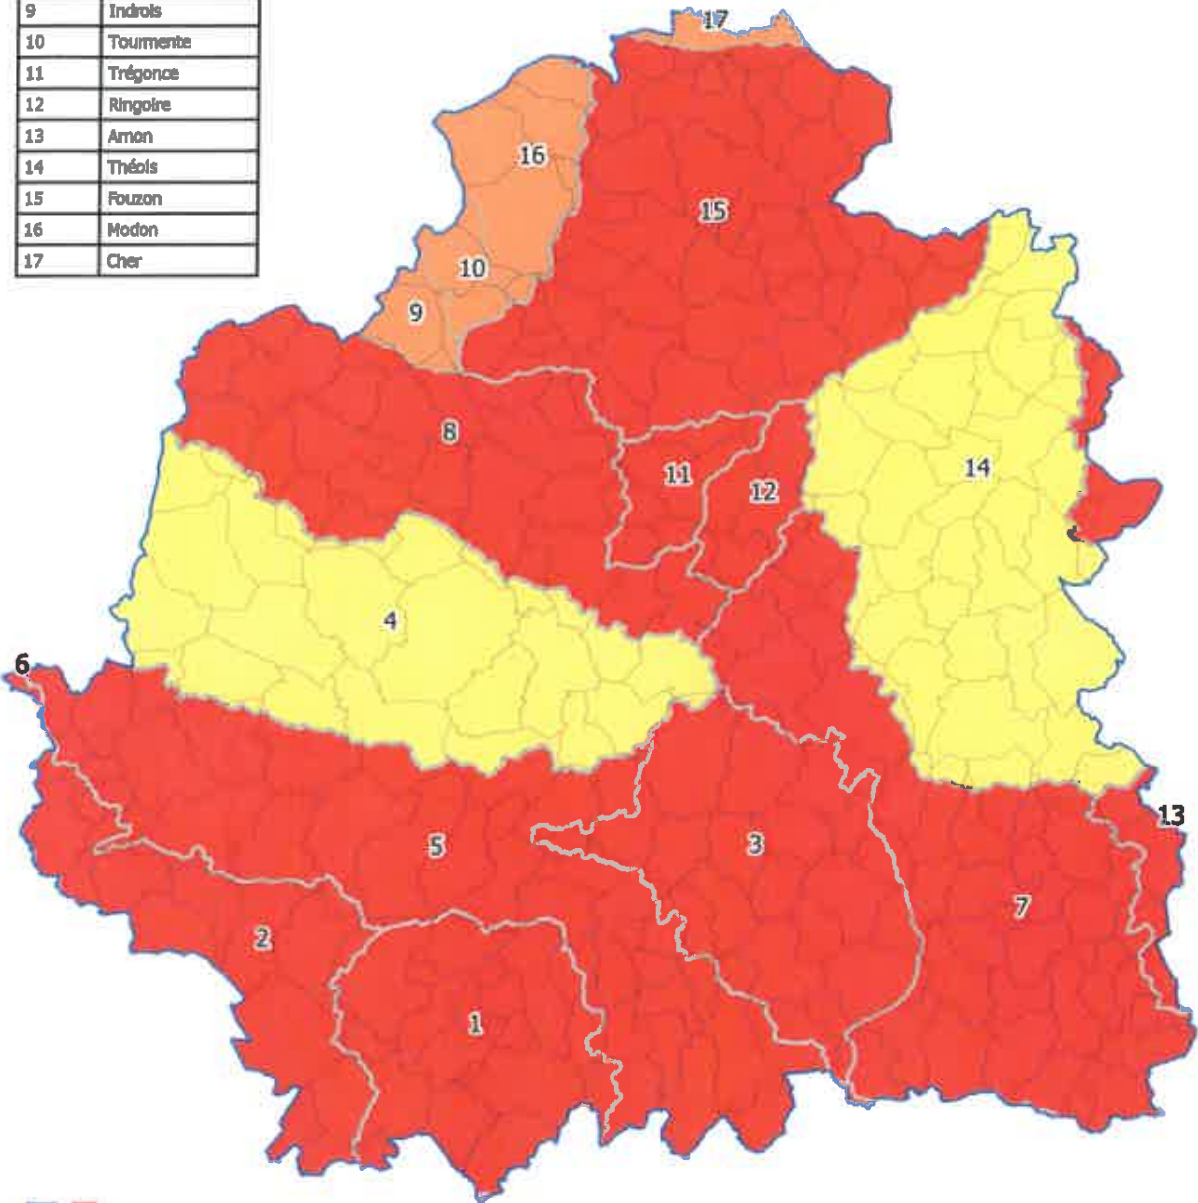 9 Indrois
10 Tourmente
11 Trégonce
12 Ringoire
13 Arnon
14 Théols
15 Fouzon
16 Modon
17 Cher
17
16
15
10
9
8
14
11
12
4
6
13
5
3
7
2
1